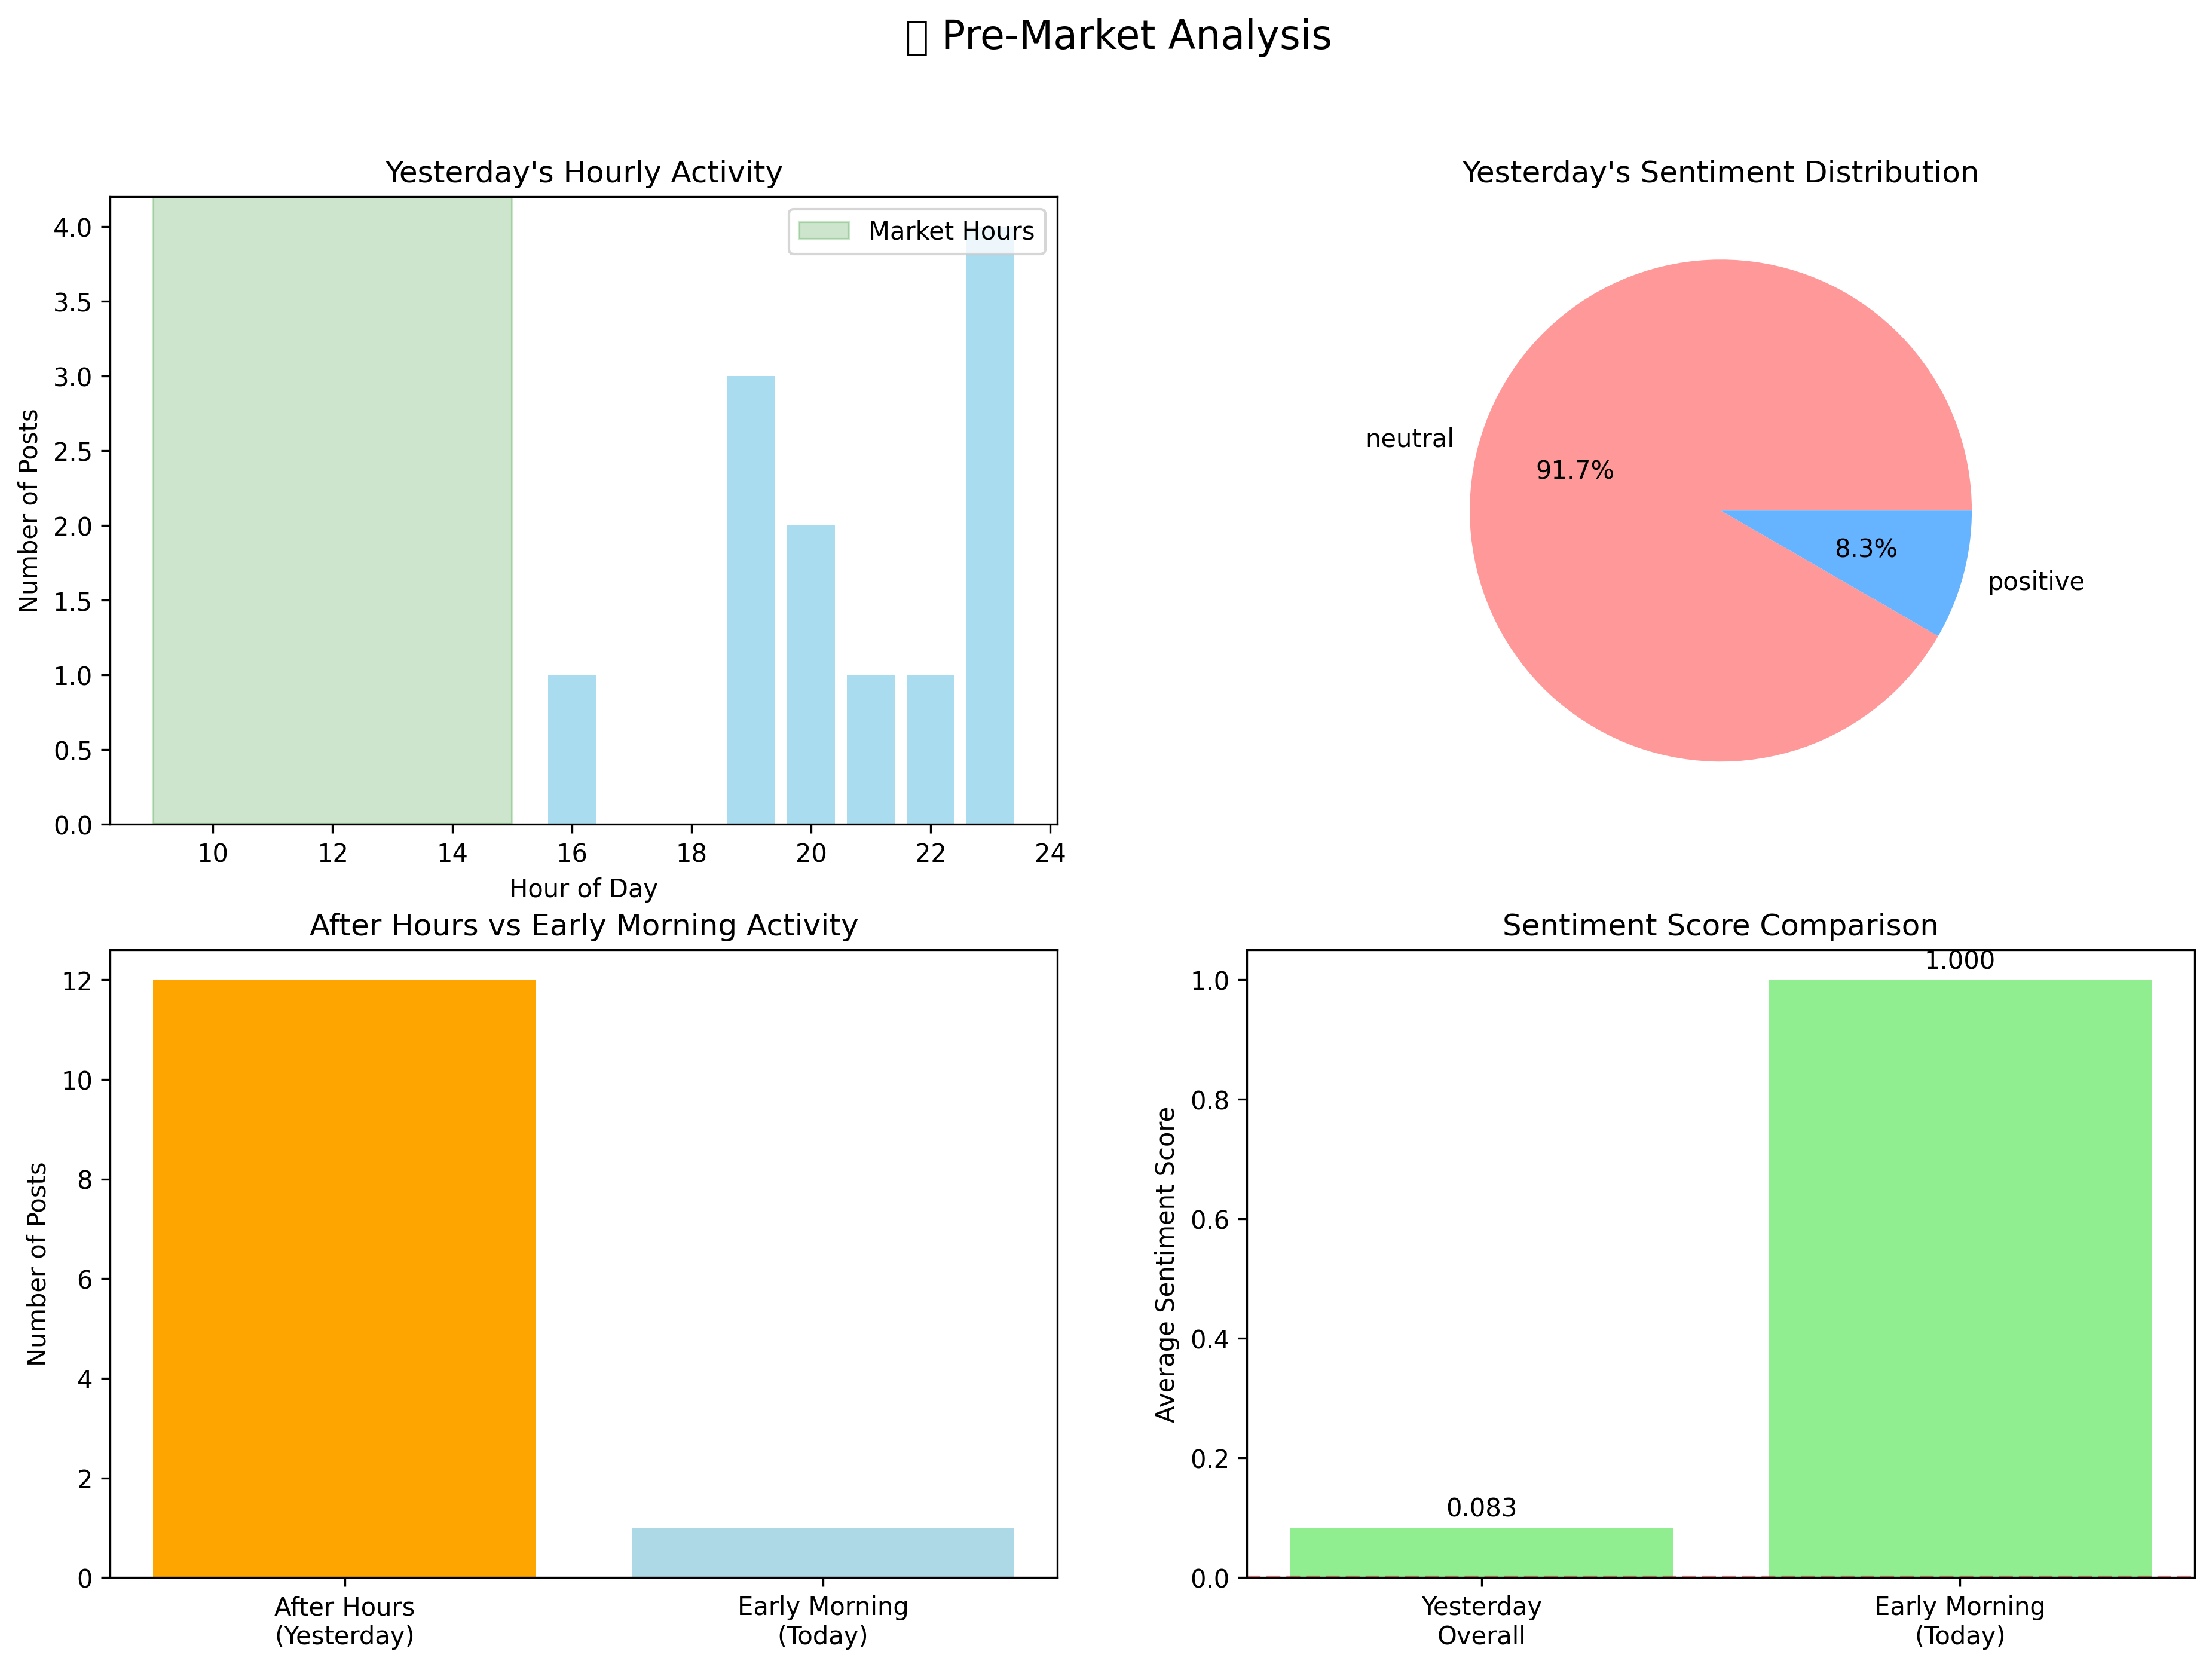 ▯ Pre-Market Analysis
Yesterday's Hourly Activity
Number of Posts
4.0
3.5
3.0
2.5
2.0
1.5
1.0
0.5
0.0
Market Hours
10 12 14 16 18 20 22 24
Hour of Day
Yesterday's Sentiment Distribution
neutral
91.7%
8.3%
positive
After Hours vs Early Morning Activity
Number of Posts
12
10
8
6
4
2
0
After Hours
(Yesterday)
Early Morning
(Today)
Sentiment Score Comparison
Average Sentiment Score
1.0
0.8
0.6
0.4
0.2
0.0
0.083
1.000
Yesterday
Overall
Early Morning
(Today)